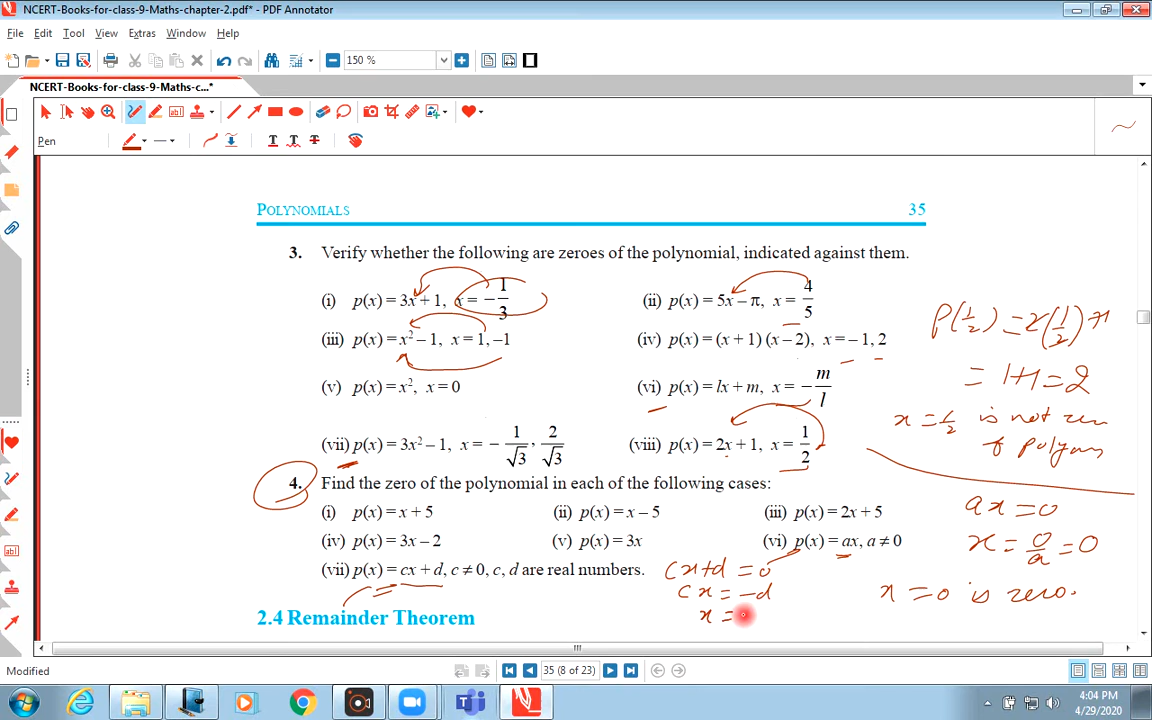 NCERT-Books-for-class-9-Maths-chapter-2.pdf* - PDF Annotator
File Edit Tool View Extras Window Help
150 %
NCERT-Books-for-class-9-Maths-c...*
Pen
POLYNOMIALS 35
3. Verify whether the following are zeroes of the polynomial, indicated against them.
(i) p(x) = 3x + 1, x = −1/3 (ii) p(x) = 5x − π, x = 4/5
(iii) p(x) = x² − 1, x = 1, −1 (iv) p(x) = (x + 1) (x − 2), x = − 1, 2
(v) p(x) = x², x = 0 (vi) p(x) = lx + m, x = −m/l
(vii) p(x) = 3x² − 1, x = −1/√3, 2/√3 (viii) p(x) = 2x + 1, x = 1/2
P(1/2) = 2(1/2)+1
= 1+1 = 2
x = 1/2 is not zero
of polynom
4. Find the zero of the polynomial in each of the following cases:
(i) p(x) = x + 5 (ii) p(x) = x − 5 (iii) p(x) = 2x + 5
(iv) p(x) = 3x − 2 (v) p(x) = 3x (vi) p(x) = ax, a ≠ 0
(vii) p(x) = cx + d, c ≠ 0, c, d are real numbers.
ax = 0
x = 0/a = 0
x = 0 is zero.
cx+d = 0
cx = −d
x =
2.4 Remainder Theorem
Modified
35 (8 of 23)
4:04 PM
4/29/2020